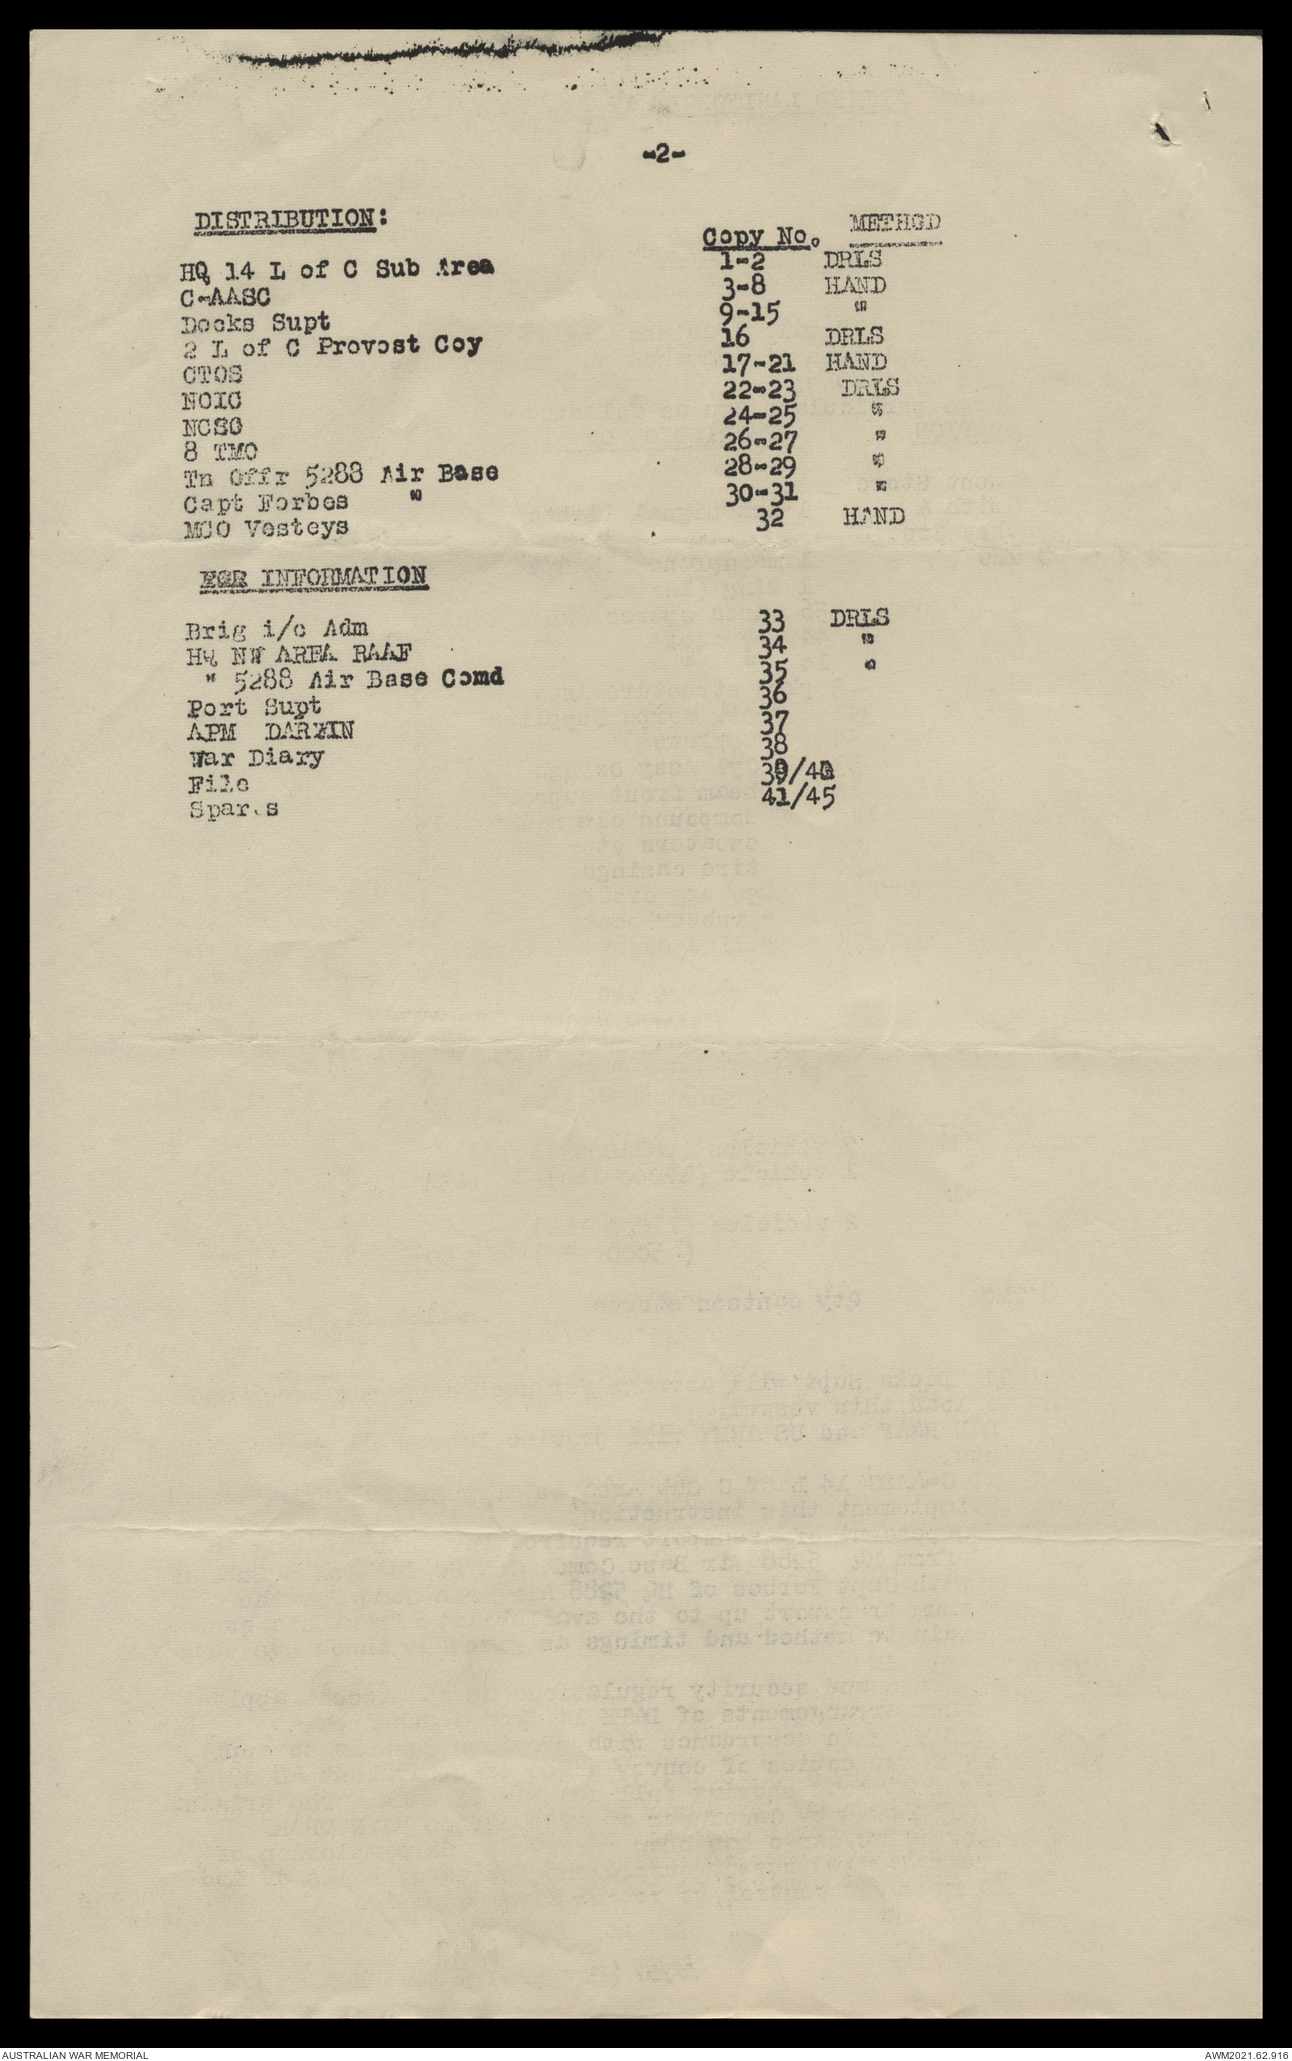 -2-
DISTRIBUTION:
Copy No. METHOD
HQ 14 L of C Sub Area 1-2 DRLS
C-AASC 3-8 HAND
Docks Supt 9-15 "
2 L of C Provost Coy 16 DRLS
CTOS 17-21 HAND
NOIC 22-23 DRLS
NCSO 24-25 "
8 TMO 26-27 "
Tn Offr 5288 Air Base 28-29 "
Capt Forbes " 30-31 "
MCO Vesteys 32 HAND
FOR INFORMATION
Brig i/c Adm 33 DRLS
HQ NW AREA RAAF 34 "
" 5288 Air Base Comd 35 "
Port Supt 36
APM DARWIN 37
War Diary 38
File 39/40
Spares 41/45
AUSTRALIAN WAR MEMORIAL
AWM2021.62.916